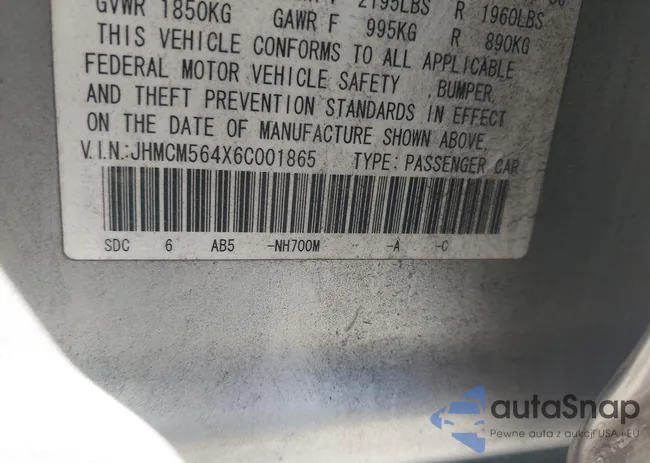 GVWR 1850KG GAWR F 995KG R 890KG
2195LBS R 1960LBS
THIS VEHICLE CONFORMS TO ALL APPLICABLE
FEDERAL MOTOR VEHICLE SAFETY, BUMPER,
AND THEFT PREVENTION STANDARDS IN EFFECT
ON THE DATE OF MANUFACTURE SHOWN ABOVE.
V.I.N.:JHMCM564X6C001865 TYPE: PASSENGER CAR
SDC 6 AB5 -NH700M - -A -C
autaSnap
Pewne auta z aukcji USA i EU